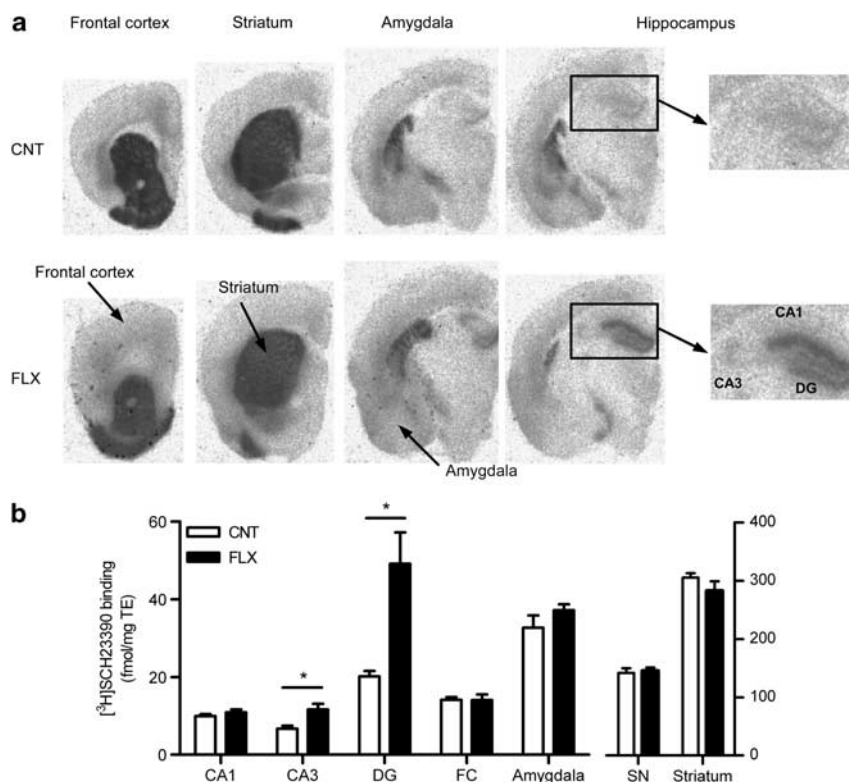 a
Frontal cortex Striatum Amygdala Hippocampus
CNT
Frontal cortex
Striatum
CA1
FLX
CA3
DG
Amygdala
b
60 400
CNT
FLX
*
300
40
200
*
20
100
0 0
[³H]SCH23390 binding
(fmol/mg TE)
CA1 CA3 DG FC Amygdala SN Striatum